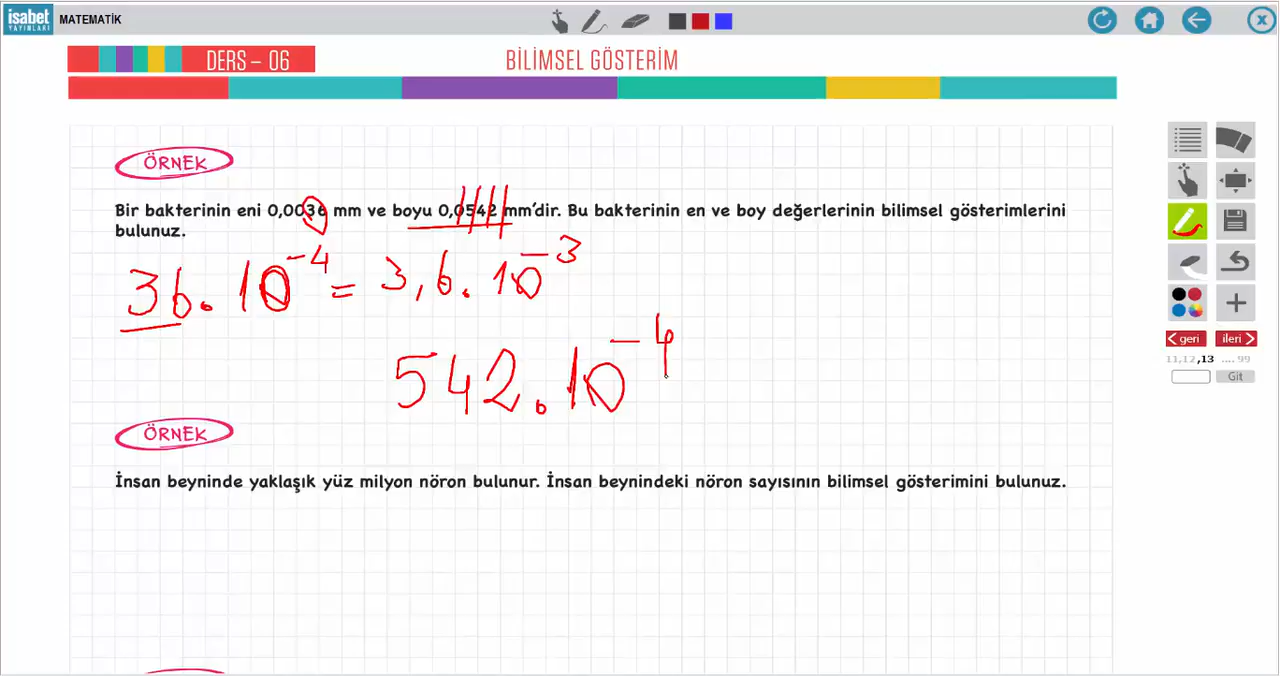 isabet
YAYINLARI
MATEMATİK
DERS – 06
BİLİMSEL GÖSTERİM
ÖRNEK
Bir bakterinin eni 0,0036 mm ve boyu 0,0542 mm'dir. Bu bakterinin en ve boy değerlerinin bilimsel gösterimlerini
bulunuz.
36 . 10⁻⁴ = 3,6 . 10⁻³
542 . 10⁻⁴
ÖRNEK
İnsan beyninde yaklaşık yüz milyon nöron bulunur. İnsan beynindeki nöron sayısının bilimsel gösterimini bulunuz.
geri ileri
11,12,13 .... 99
Git